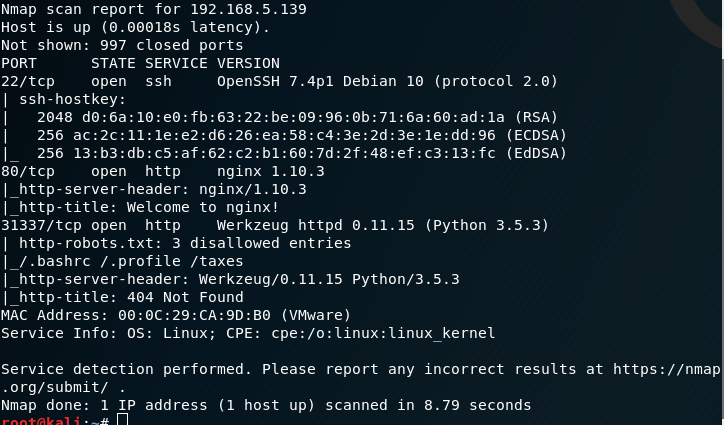 Nmap scan report for 192.168.5.139
Host is up (0.00018s latency).
Not shown: 997 closed ports
PORT      STATE SERVICE VERSION
22/tcp    open  ssh     OpenSSH 7.4p1 Debian 10 (protocol 2.0)
| ssh-hostkey:
|   2048 d0:6a:10:e0:fb:63:22:be:09:96:0b:71:6a:60:ad:1a (RSA)
|   256 ac:2c:11:1e:e2:d6:26:ea:58:c4:3e:2d:3e:1e:dd:96 (ECDSA)
|_  256 13:b3:db:c5:af:62:c2:b1:60:7d:2f:48:ef:c3:13:fc (EdDSA)
80/tcp    open  http    nginx 1.10.3
|_http-server-header: nginx/1.10.3
|_http-title: Welcome to nginx!
31337/tcp open  http    Werkzeug httpd 0.11.15 (Python 3.5.3)
| http-robots.txt: 3 disallowed entries
|_/.bashrc /.profile /taxes
|_http-server-header: Werkzeug/0.11.15 Python/3.5.3
|_http-title: 404 Not Found
MAC Address: 00:0C:29:CA:9D:B0 (VMware)
Service Info: OS: Linux; CPE: cpe:/o:linux:linux_kernel

Service detection performed. Please report any incorrect results at https://nmap
.org/submit/ .
Nmap done: 1 IP address (1 host up) scanned in 8.79 seconds
root@kali:~#